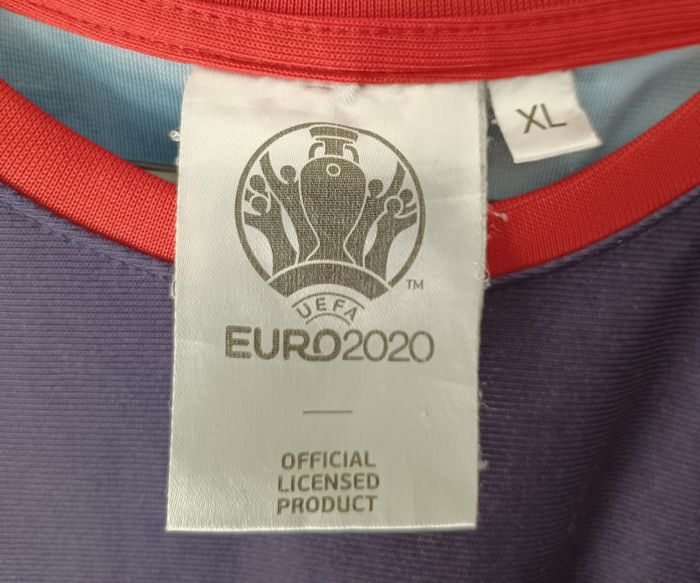 XL
TM
UEFA
EURO2020
OFFICIAL
LICENSED
PRODUCT